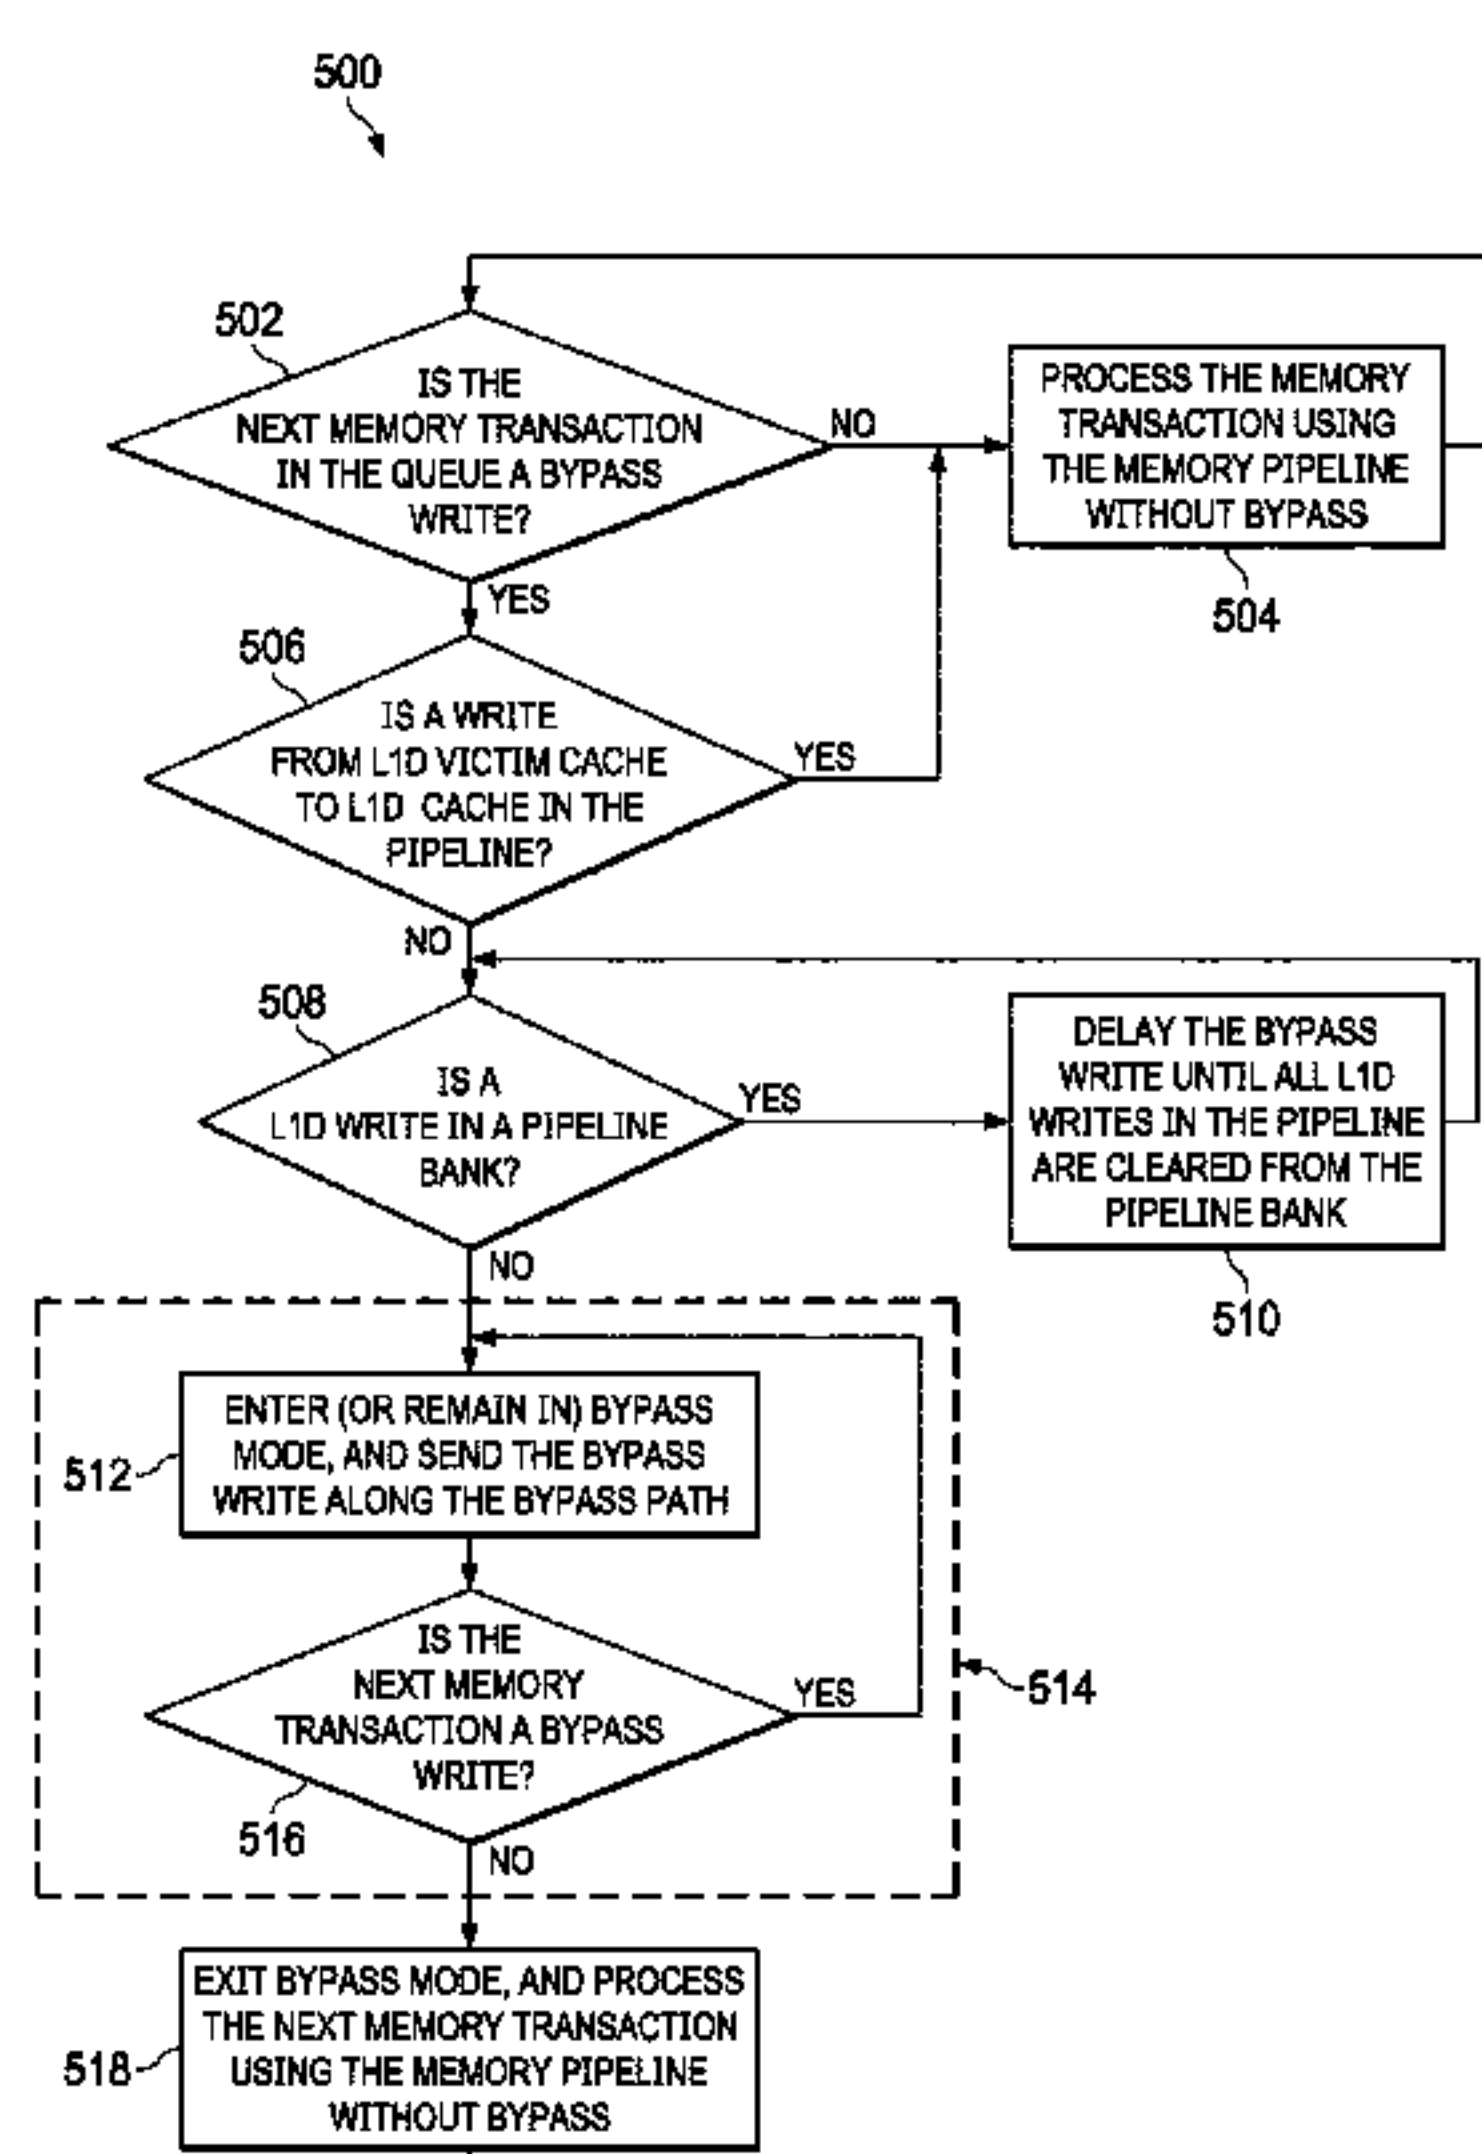 500
502
IS THE
NEXT MEMORY TRANSACTION
IN THE QUEUE A BYPASS
WRITE?
NO
PROCESS THE MEMORY
TRANSACTION USING
THE MEMORY PIPELINE
WITHOUT BYPASS
504
YES
506
IS A WRITE
FROM L1D VICTIM CACHE
TO L1D CACHE IN THE
PIPELINE?
YES
NO
508
IS A
L1D WRITE IN A PIPELINE
BANK?
YES
DELAY THE BYPASS
WRITE UNTIL ALL L1D
WRITES IN THE PIPELINE
ARE CLEARED FROM THE
PIPELINE BANK
510
NO
512
ENTER (OR REMAIN IN) BYPASS
MODE, AND SEND THE BYPASS
WRITE ALONG THE BYPASS PATH
IS THE
NEXT MEMORY
TRANSACTION A BYPASS
WRITE?
YES
514
516
NO
518
EXIT BYPASS MODE, AND PROCESS
THE NEXT MEMORY TRANSACTION
USING THE MEMORY PIPELINE
WITHOUT BYPASS